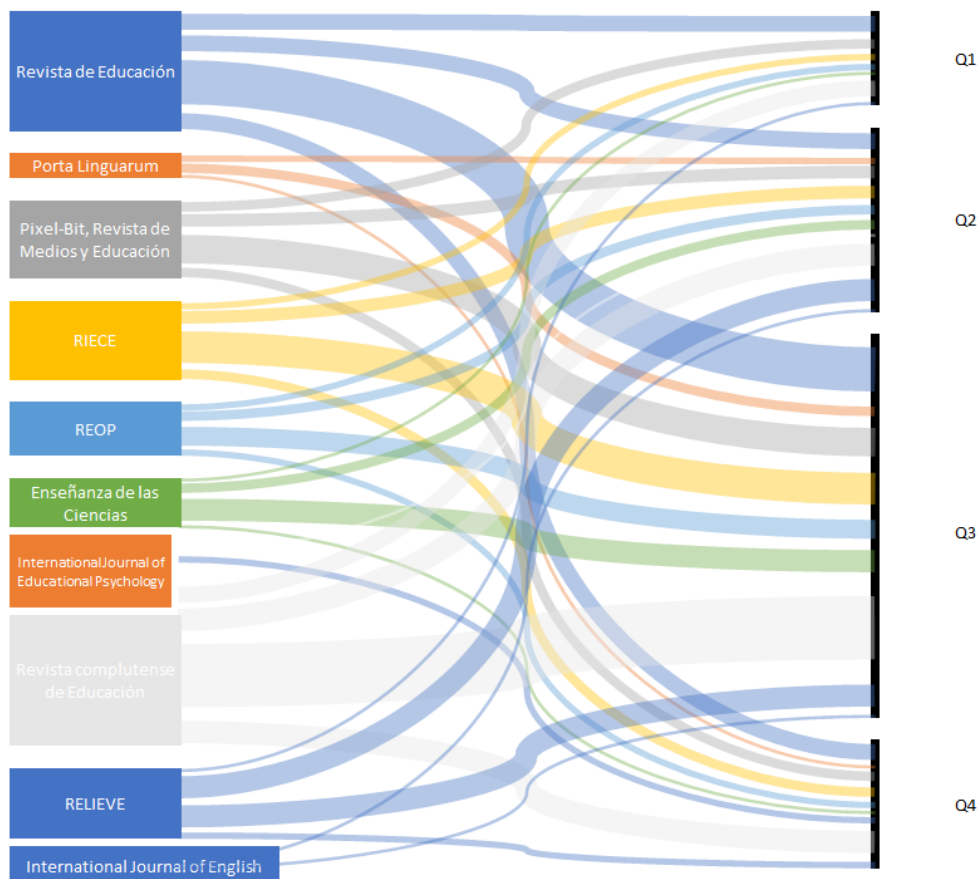 Revista de Educación
Porta Linguarum
Pixel-Bit, Revista de
Medios y Educación
RIECE
REOP
Enseñanza de las
Ciencias
International Journal of
Educational Psychology
Revista complutense
de Educación
RELIEVE
International Journal of English
Q1
Q2
Q3
Q4